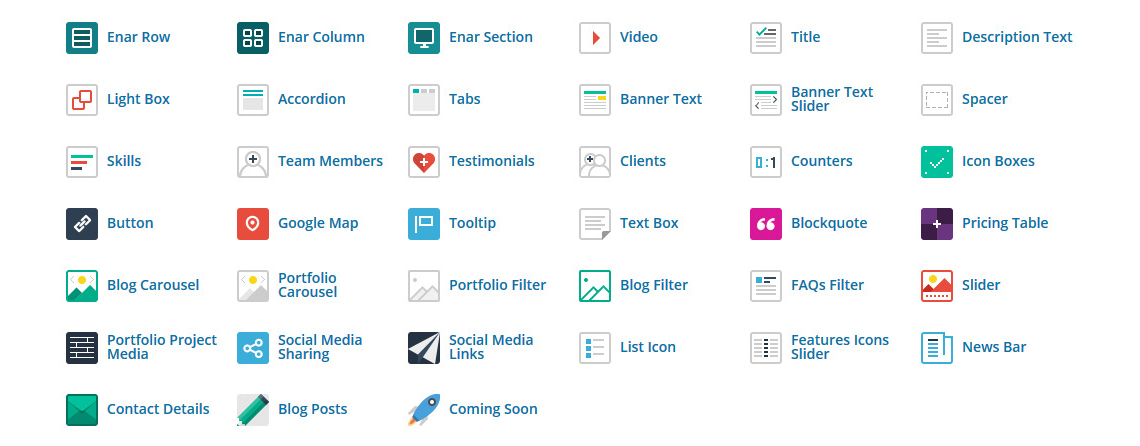 Enar Row
Enar Column
Enar Section
Video
Title
Description Text
Light Box
Accordion
Tabs
Banner Text
Banner Text
Slider
Spacer
Skills
Team Members
Testimonials
Clients
0:1
Counters
Icon Boxes
Button
Google Map
Tooltip
Text Box
Blockquote
Pricing Table
Blog Carousel
Portfolio
Carousel
Portfolio Filter
Blog Filter
FAQs Filter
Slider
Portfolio Project
Media
Social Media
Sharing
Social Media
Links
List Icon
Features Icons
Slider
News Bar
Contact Details
Blog Posts
Coming Soon